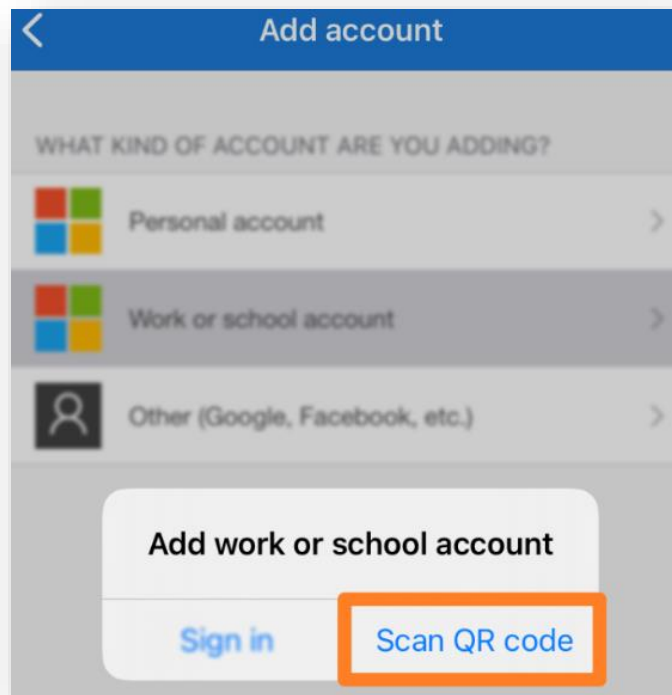 Add account
WHAT KIND OF ACCOUNT ARE YOU ADDING?
Personal account
Work or school account
Other (Google, Facebook, etc.)
Add work or school account
Sign in Scan QR code